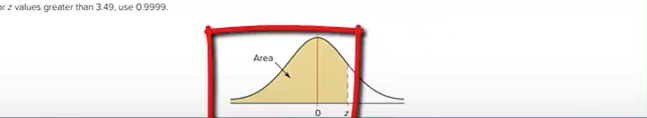 or z values greater than 3.49, use 0.9999.
Area
0
z